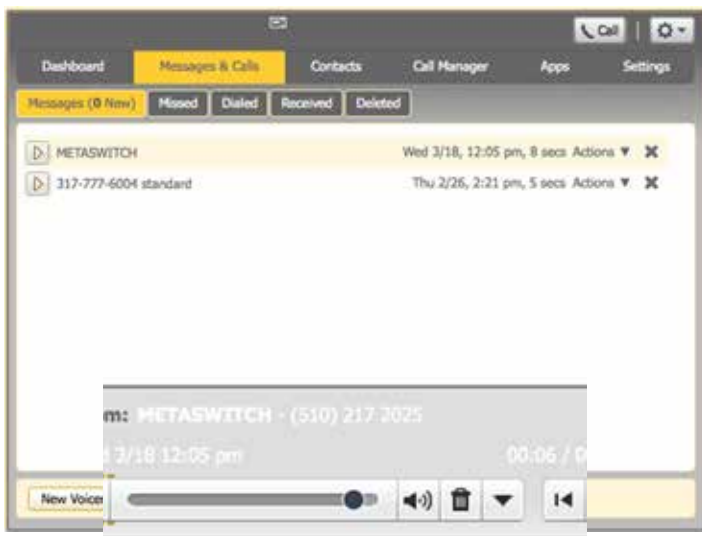 Call
Dashboard Messages & Calls Contacts Call Manager Apps Settings
Messages (0 New) Missed Dialed Received Deleted
METASWITCH Wed 3/18, 12:05 pm, 8 secs Actions
317-777-6004 standard Thu 2/26, 2:21 pm, 5 secs Actions
m: METASWITCH - (510) 217 2025
3/18 12:05 pm 00:06 / 0
New Voice